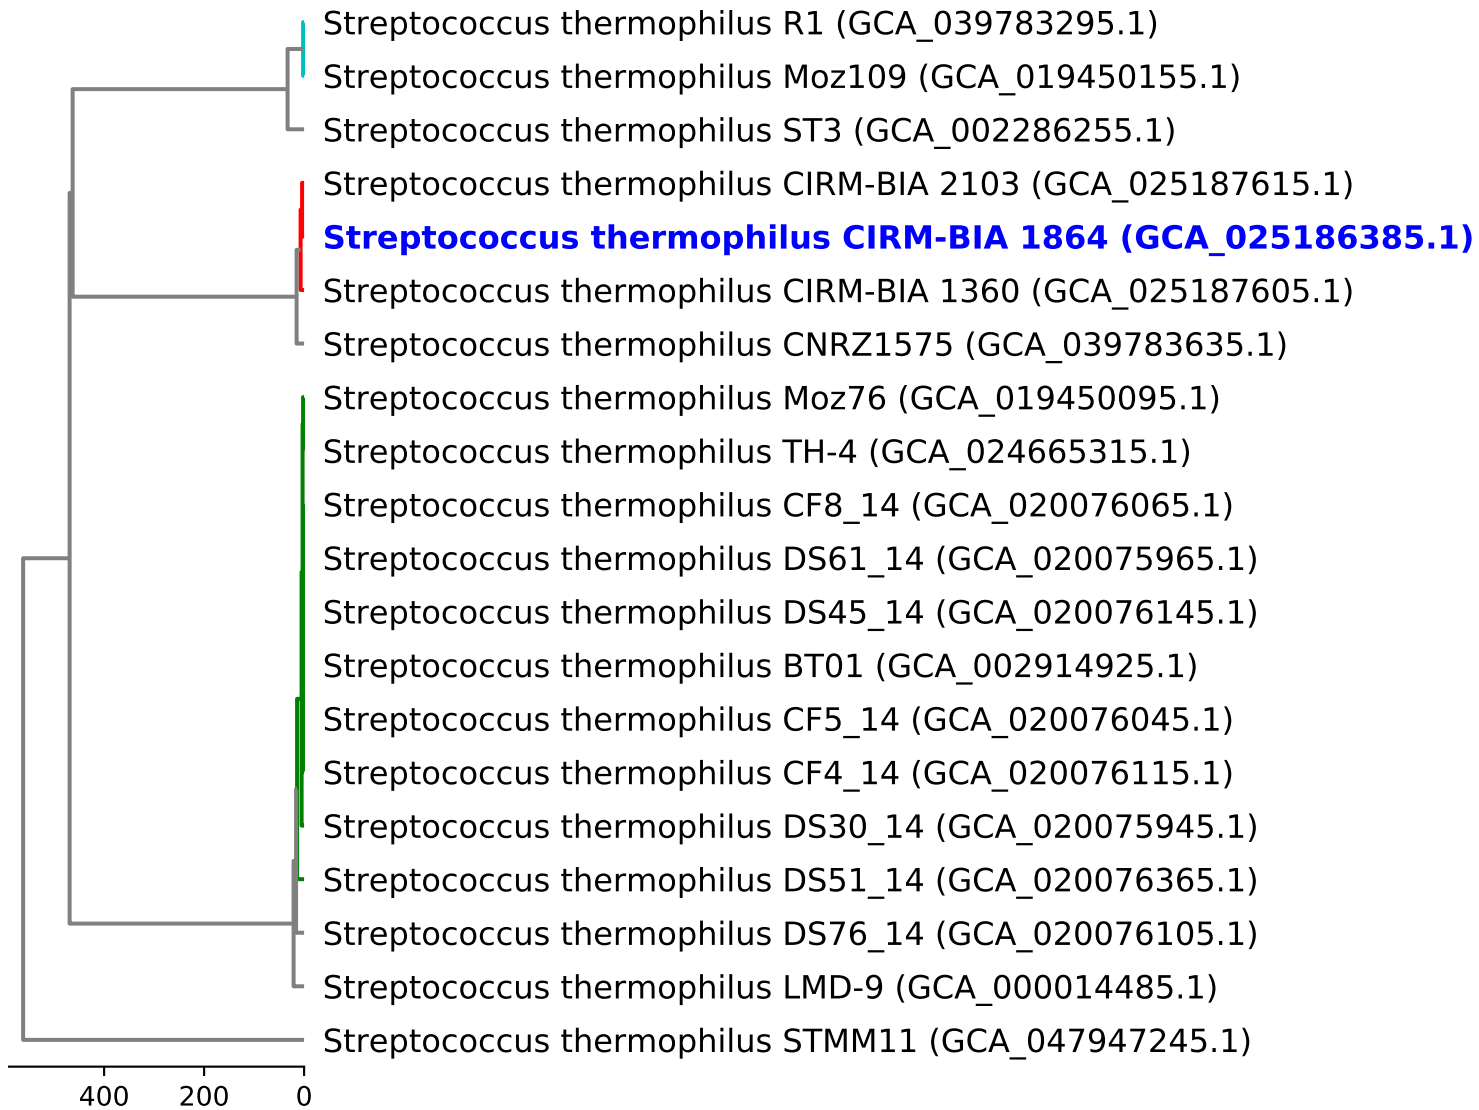 Streptococcus thermophilus R1 (GCA_039783295.1)
Streptococcus thermophilus Moz109 (GCA_019450155.1)
Streptococcus thermophilus ST3 (GCA_002286255.1)
Streptococcus thermophilus CIRM-BIA 2103 (GCA_025187615.1)
Streptococcus thermophilus CIRM-BIA 1864 (GCA_025186385.1)
Streptococcus thermophilus CIRM-BIA 1360 (GCA_025187605.1)
Streptococcus thermophilus CNRZ1575 (GCA_039783635.1)
Streptococcus thermophilus Moz76 (GCA_019450095.1)
Streptococcus thermophilus TH-4 (GCA_024665315.1)
Streptococcus thermophilus CF8_14 (GCA_020076065.1)
Streptococcus thermophilus DS61_14 (GCA_020075965.1)
Streptococcus thermophilus DS45_14 (GCA_020076145.1)
Streptococcus thermophilus BT01 (GCA_002914925.1)
Streptococcus thermophilus CF5_14 (GCA_020076045.1)
Streptococcus thermophilus CF4_14 (GCA_020076115.1)
Streptococcus thermophilus DS30_14 (GCA_020075945.1)
Streptococcus thermophilus DS51_14 (GCA_020076365.1)
Streptococcus thermophilus DS76_14 (GCA_020076105.1)
Streptococcus thermophilus LMD-9 (GCA_000014485.1)
Streptococcus thermophilus STMM11 (GCA_047947245.1)
400 200 0